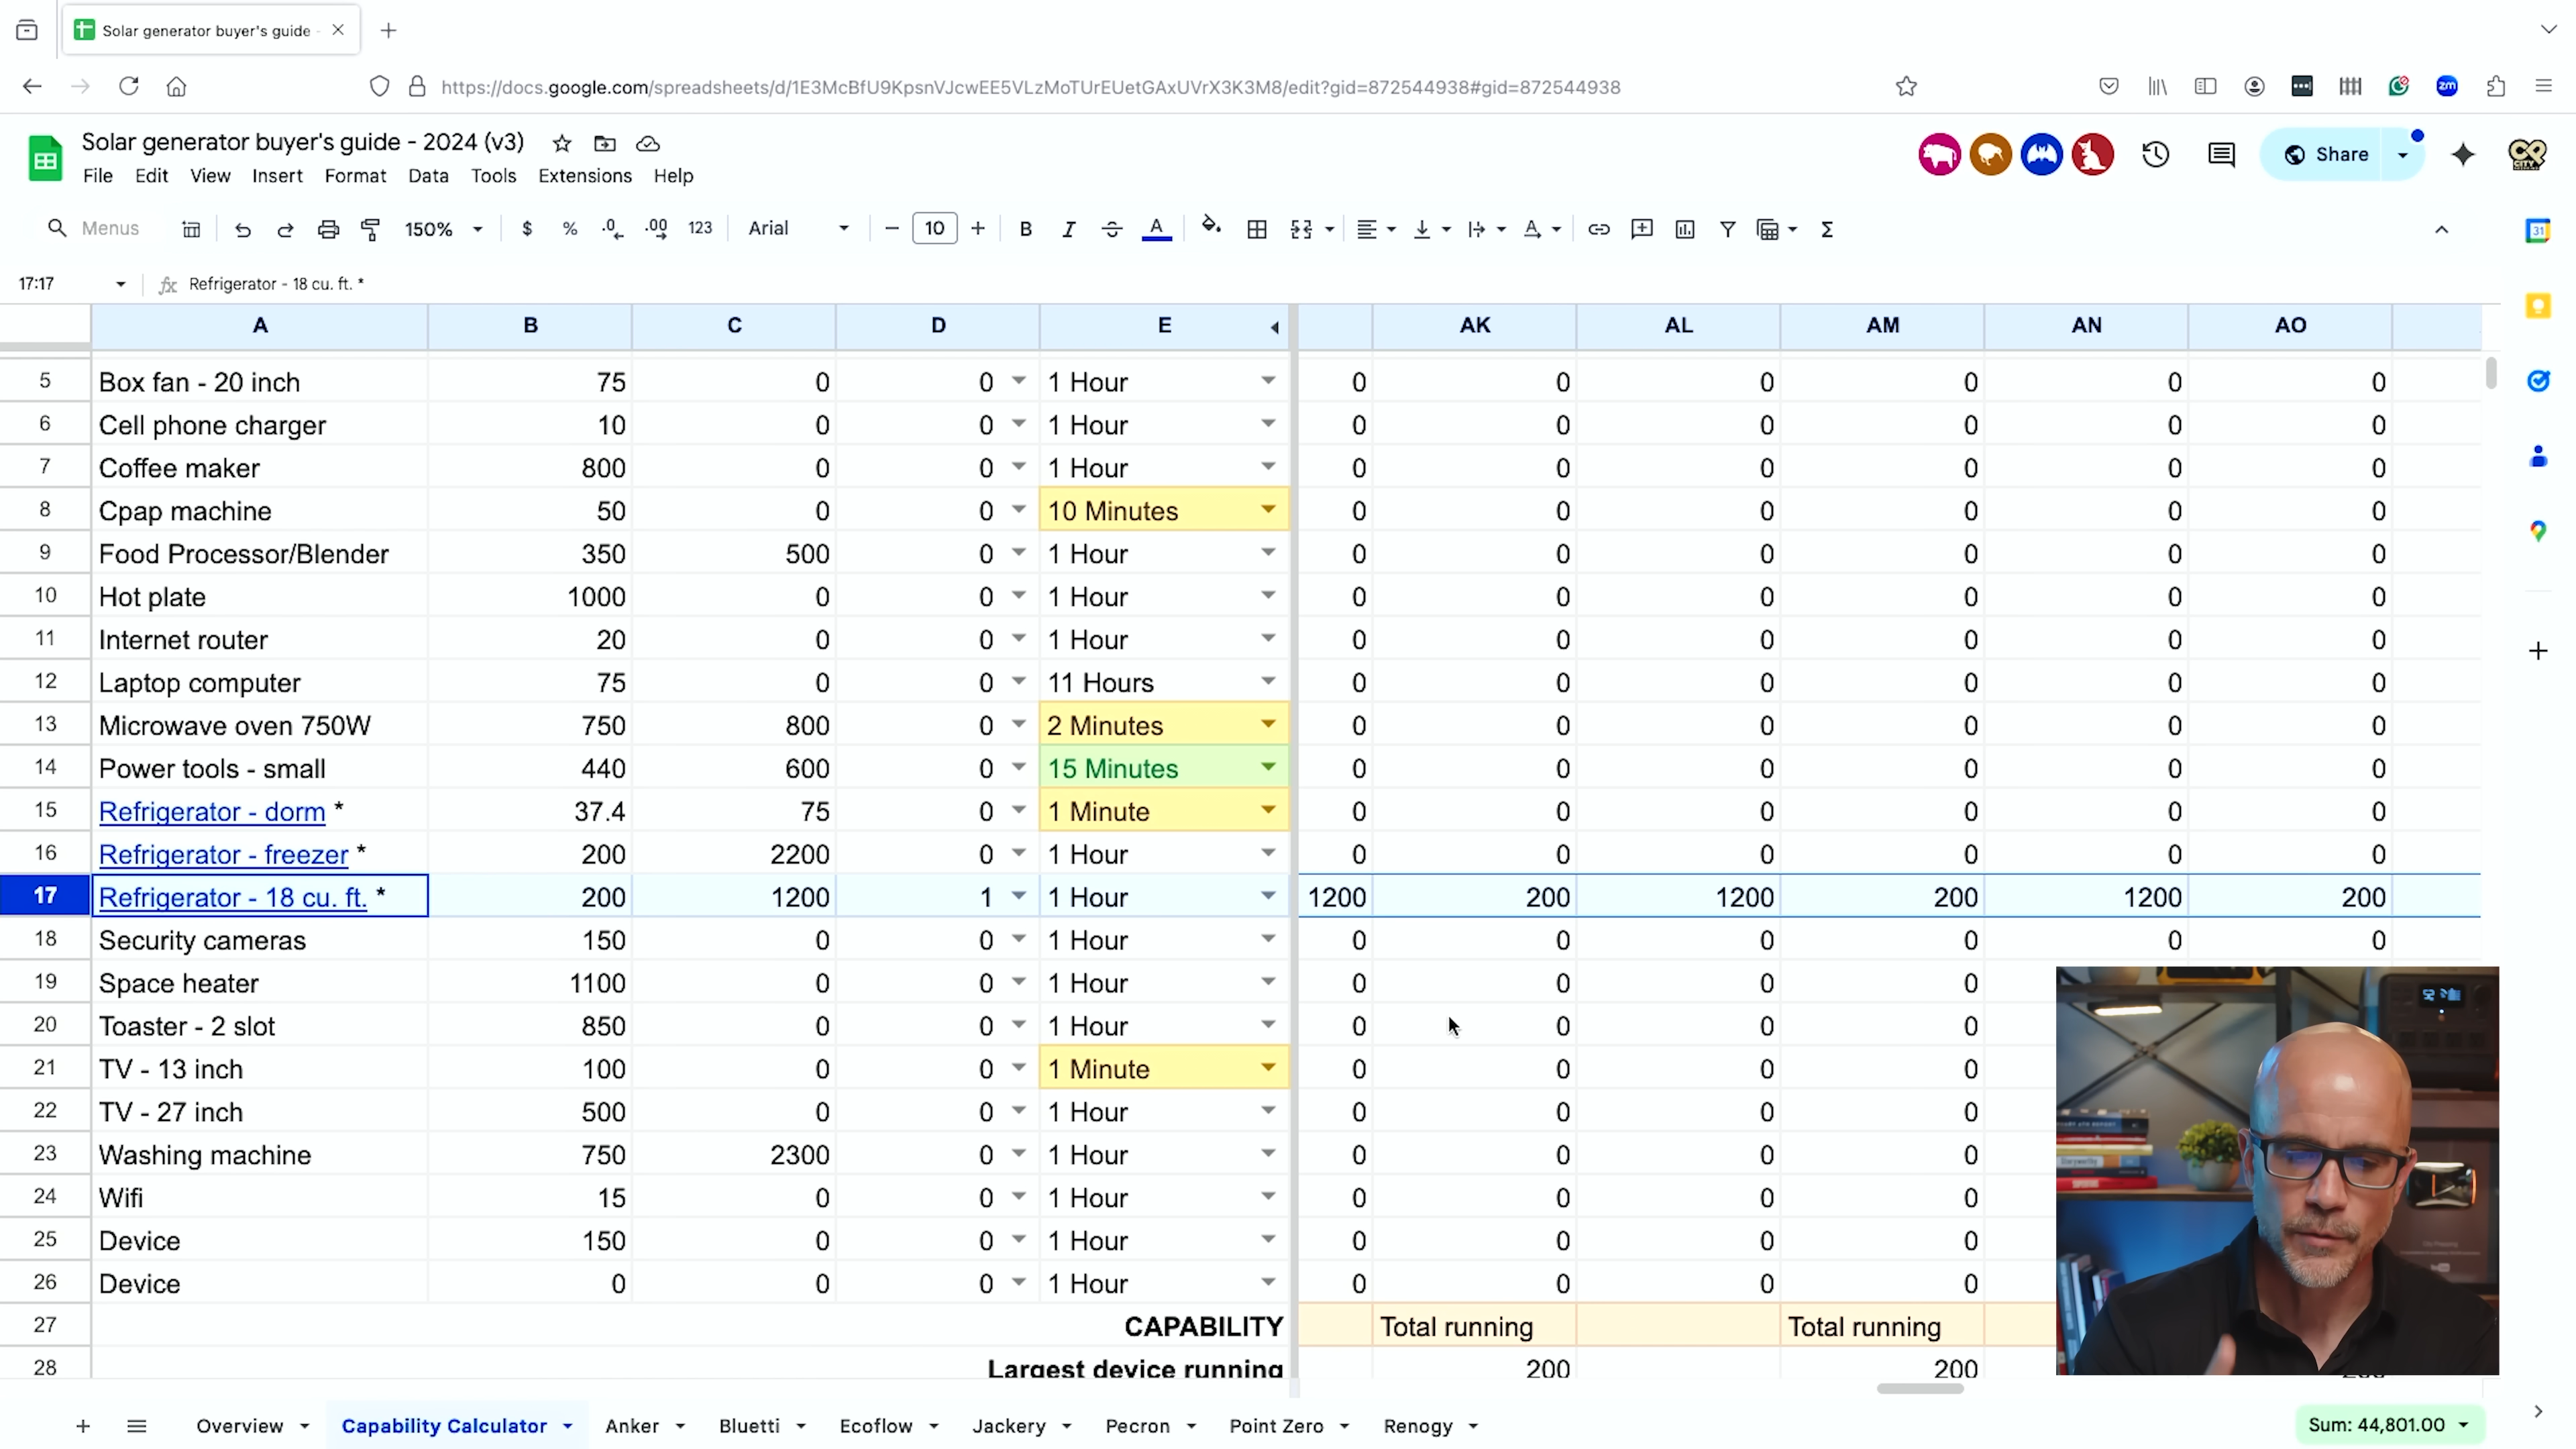 Solar generator buyer's guide -
https://docs.google.com/spreadsheets/d/1E3McBfU9KpsnVJcwEE5VLzMoTUrEUetGAxUVrX3K3M8/edit?gid=872544938#gid=872544938
zm
Solar generator buyer's guide - 2024 (v3)
Share
File Edit View Insert Format Data Tools Extensions Help
Menus 150% $ % .0 .00 123 Arial 10 B I A Σ
31
17:17 fx Refrigerator - 18 cu. ft. *
A B C D E AK AL AM AN AO
5 Box fan - 20 inch 75 0 0 1 Hour 0 0 0 0 0 0
6 Cell phone charger 10 0 0 1 Hour 0 0 0 0 0 0
7 Coffee maker 800 0 0 1 Hour 0 0 0 0 0 0
8 Cpap machine 50 0 0 10 Minutes 0 0 0 0 0 0
9 Food Processor/Blender 350 500 0 1 Hour 0 0 0 0 0 0
10 Hot plate 1000 0 0 1 Hour 0 0 0 0 0 0
11 Internet router 20 0 0 1 Hour 0 0 0 0 0 0
12 Laptop computer 75 0 0 11 Hours 0 0 0 0 0 0
13 Microwave oven 750W 750 800 0 2 Minutes 0 0 0 0 0 0
14 Power tools - small 440 600 0 15 Minutes 0 0 0 0 0 0
15 Refrigerator - dorm * 37.4 75 0 1 Minute 0 0 0 0 0 0
16 Refrigerator - freezer * 200 2200 0 1 Hour 0 0 0 0 0 0
17 Refrigerator - 18 cu. ft. * 200 1200 1 1 Hour 1200 200 1200 200 1200 200
18 Security cameras 150 0 0 1 Hour 0 0 0 0 0 0
19 Space heater 1100 0 0 1 Hour 0 0 0 0
20 Toaster - 2 slot 850 0 0 1 Hour 0 0 0 0
21 TV - 13 inch 100 0 0 1 Minute 0 0 0 0
22 TV - 27 inch 500 0 0 1 Hour 0 0 0 0
23 Washing machine 750 2300 0 1 Hour 0 0 0 0
24 Wifi 15 0 0 1 Hour 0 0 0 0
25 Device 150 0 0 1 Hour 0 0 0 0
26 Device 0 0 0 1 Hour 0 0 0 0
27 CAPABILITY Total running Total running
28 Largest device running 200 200
Overview Capability Calculator Anker Bluetti Ecoflow Jackery Pecron Point Zero Renogy Sum: 44,801.00